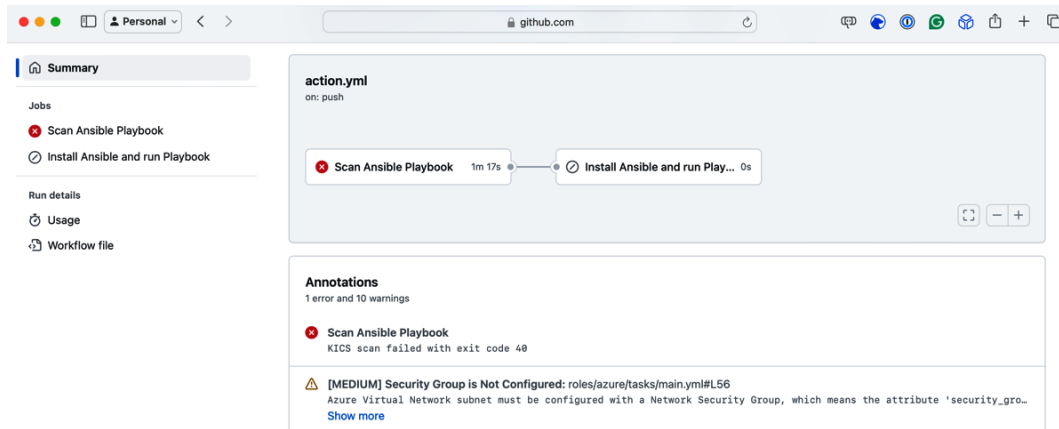 Personal
github.com
Summary
Jobs
Scan Ansible Playbook
Install Ansible and run Playbook
Run details
Usage
Workflow file
action.yml
on: push
Scan Ansible Playbook 1m 17s
Install Ansible and run Play... 0s
Annotations
1 error and 10 warnings
Scan Ansible Playbook
KICS scan failed with exit code 40
[MEDIUM] Security Group is Not Configured: roles/azure/tasks/main.yml#L56
Azure Virtual Network subnet must be configured with a Network Security Group, which means the attribute 'security_gro…
Show more